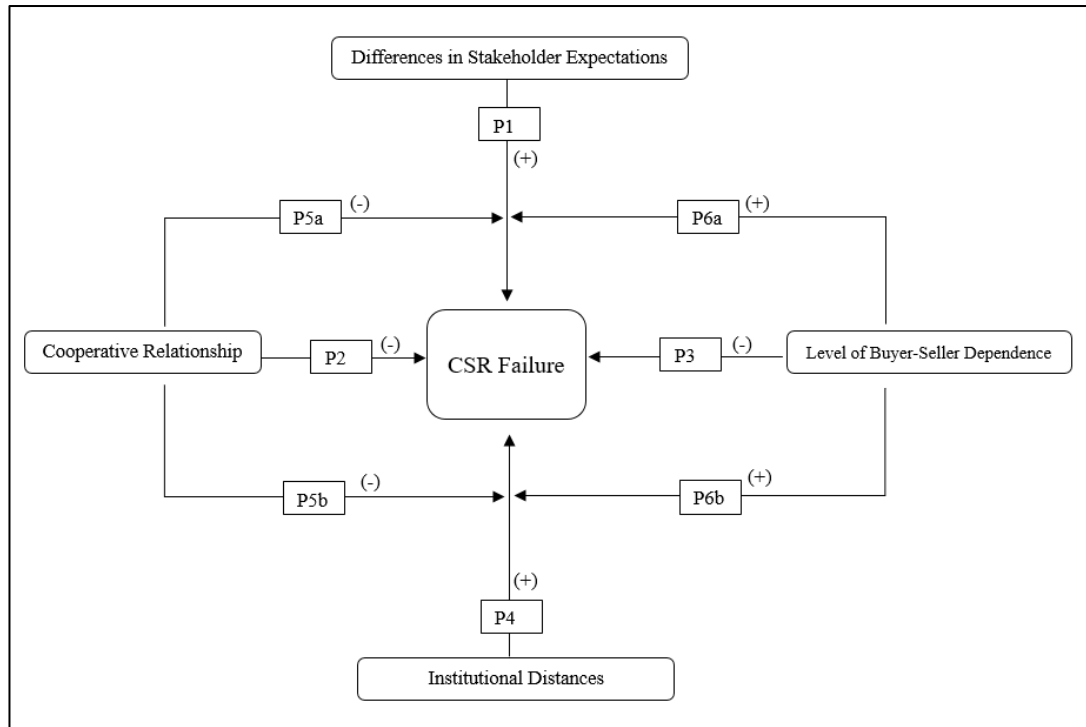 Differences in Stakeholder Expectations
P1
(+)
P5a
(-)
P6a
(+)
Cooperative Relationship
P2
(-)
CSR Failure
P3
(-)
Level of Buyer-Seller Dependence
P5b
(-)
P6b
(+)
(+)
P4
Institutional Distances